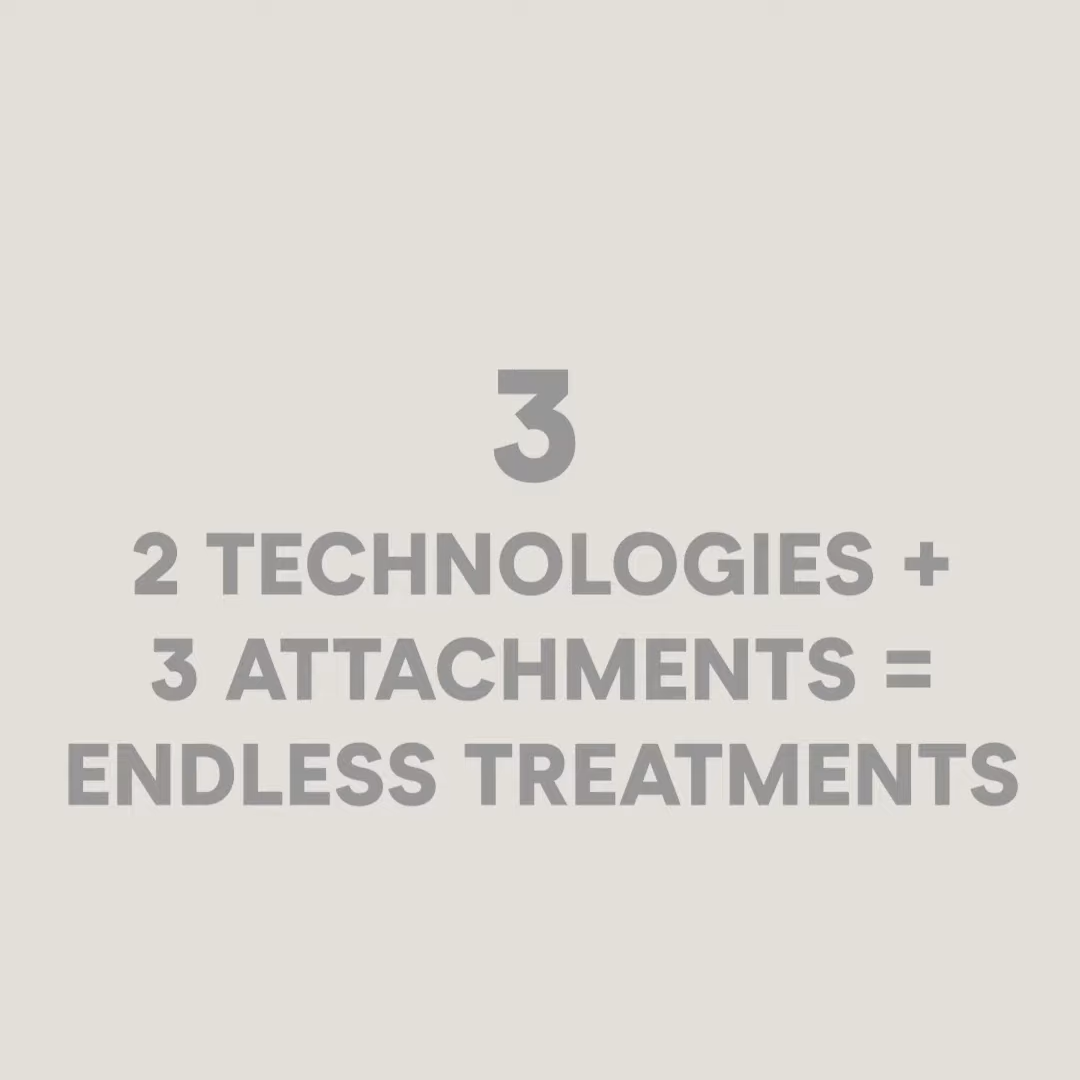 3
2 TECHNOLOGIES +
3 ATTACHMENTS =
ENDLESS TREATMENTS